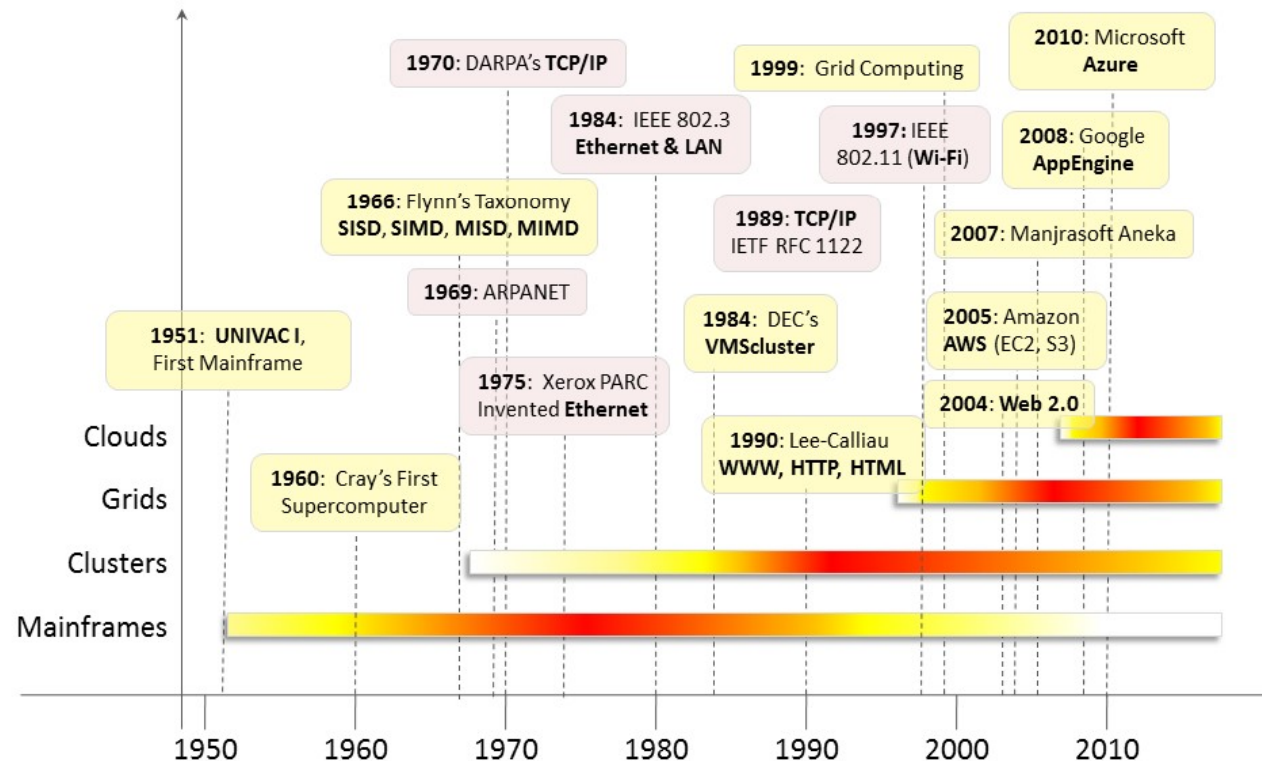 2010: Microsoft
Azure
1970: DARPA's TCP/IP
1999: Grid Computing
1984: IEEE 802.3
Ethernet & LAN
1997: IEEE
802.11 (Wi-Fi)
2008: Google
AppEngine
1966: Flynn's Taxonomy
SISD, SIMD, MISD, MIMD
1989: TCP/IP
IETF RFC 1122
2007: Manjrasoft Aneka
1969: ARPANET
1951: UNIVAC I,
First Mainframe
1984: DEC's
VMScluster
2005: Amazon
AWS (EC2, S3)
1975: Xerox PARC
Invented Ethernet
2004: Web 2.0
1990: Lee-Calliau
WWW, HTTP, HTML
1960: Cray's First
Supercomputer
Clouds
Grids
Clusters
Mainframes
1950 1960 1970 1980 1990 2000 2010